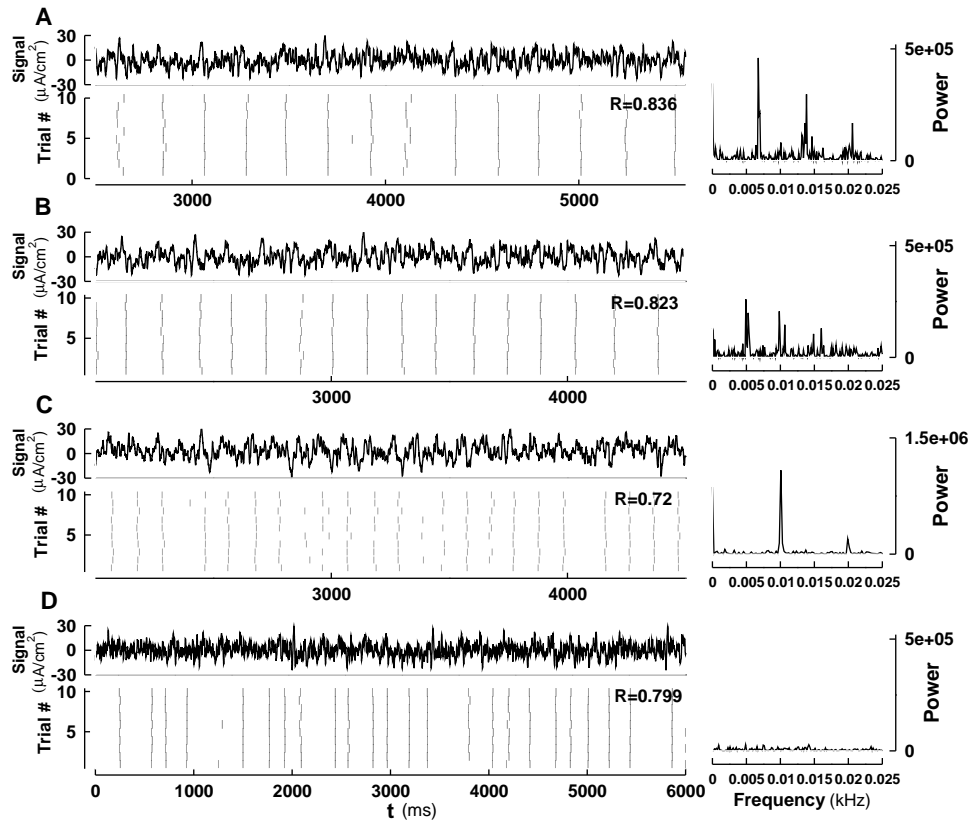 A
Signal
(μA/cm²)
30
0
-30
Trial #
10
5
0
R=0.836
3000 4000 5000
5e+05
0
Power
0 0.005 0.010 0.015 0.020 0.025
B
Signal
(μA/cm²)
30
0
-30
Trial #
10
5
R=0.823
3000 4000
5e+05
0
Power
0 0.005 0.010 0.015 0.020 0.025
C
Signal
(μA/cm²)
30
0
-30
Trial #
10
5
R=0.72
3000 4000
1.5e+06
0
Power
0 0.005 0.01 0.015 0.02 0.025
D
Signal
(μA/cm²)
30
0
-30
Trial #
10
5
R=0.799
0 1000 2000 3000 4000 5000 6000
t (ms)
5e+05
0
Power
0 0.005 0.010 0.015 0.020 0.025
Frequency (kHz)